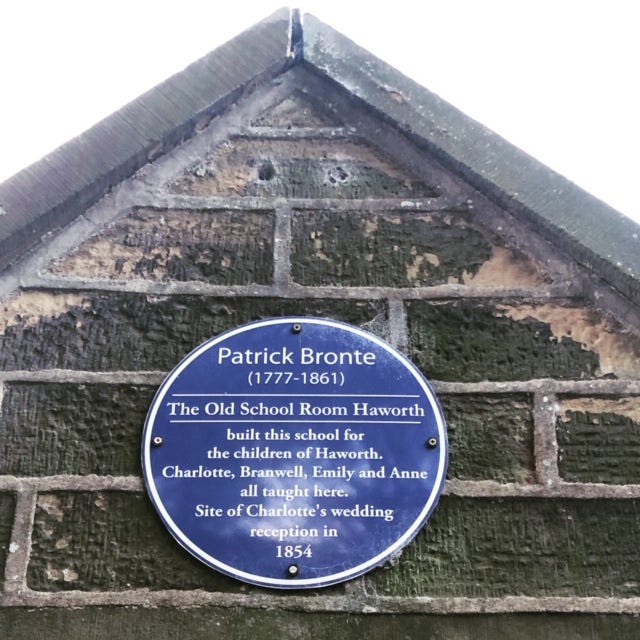 Patrick Bronte
(1777-1861)
The Old School Room Haworth
built this school for
the children of Haworth.
Charlotte, Branwell, Emily and Anne
all taught here.
Site of Charlotte's wedding
reception in
1854